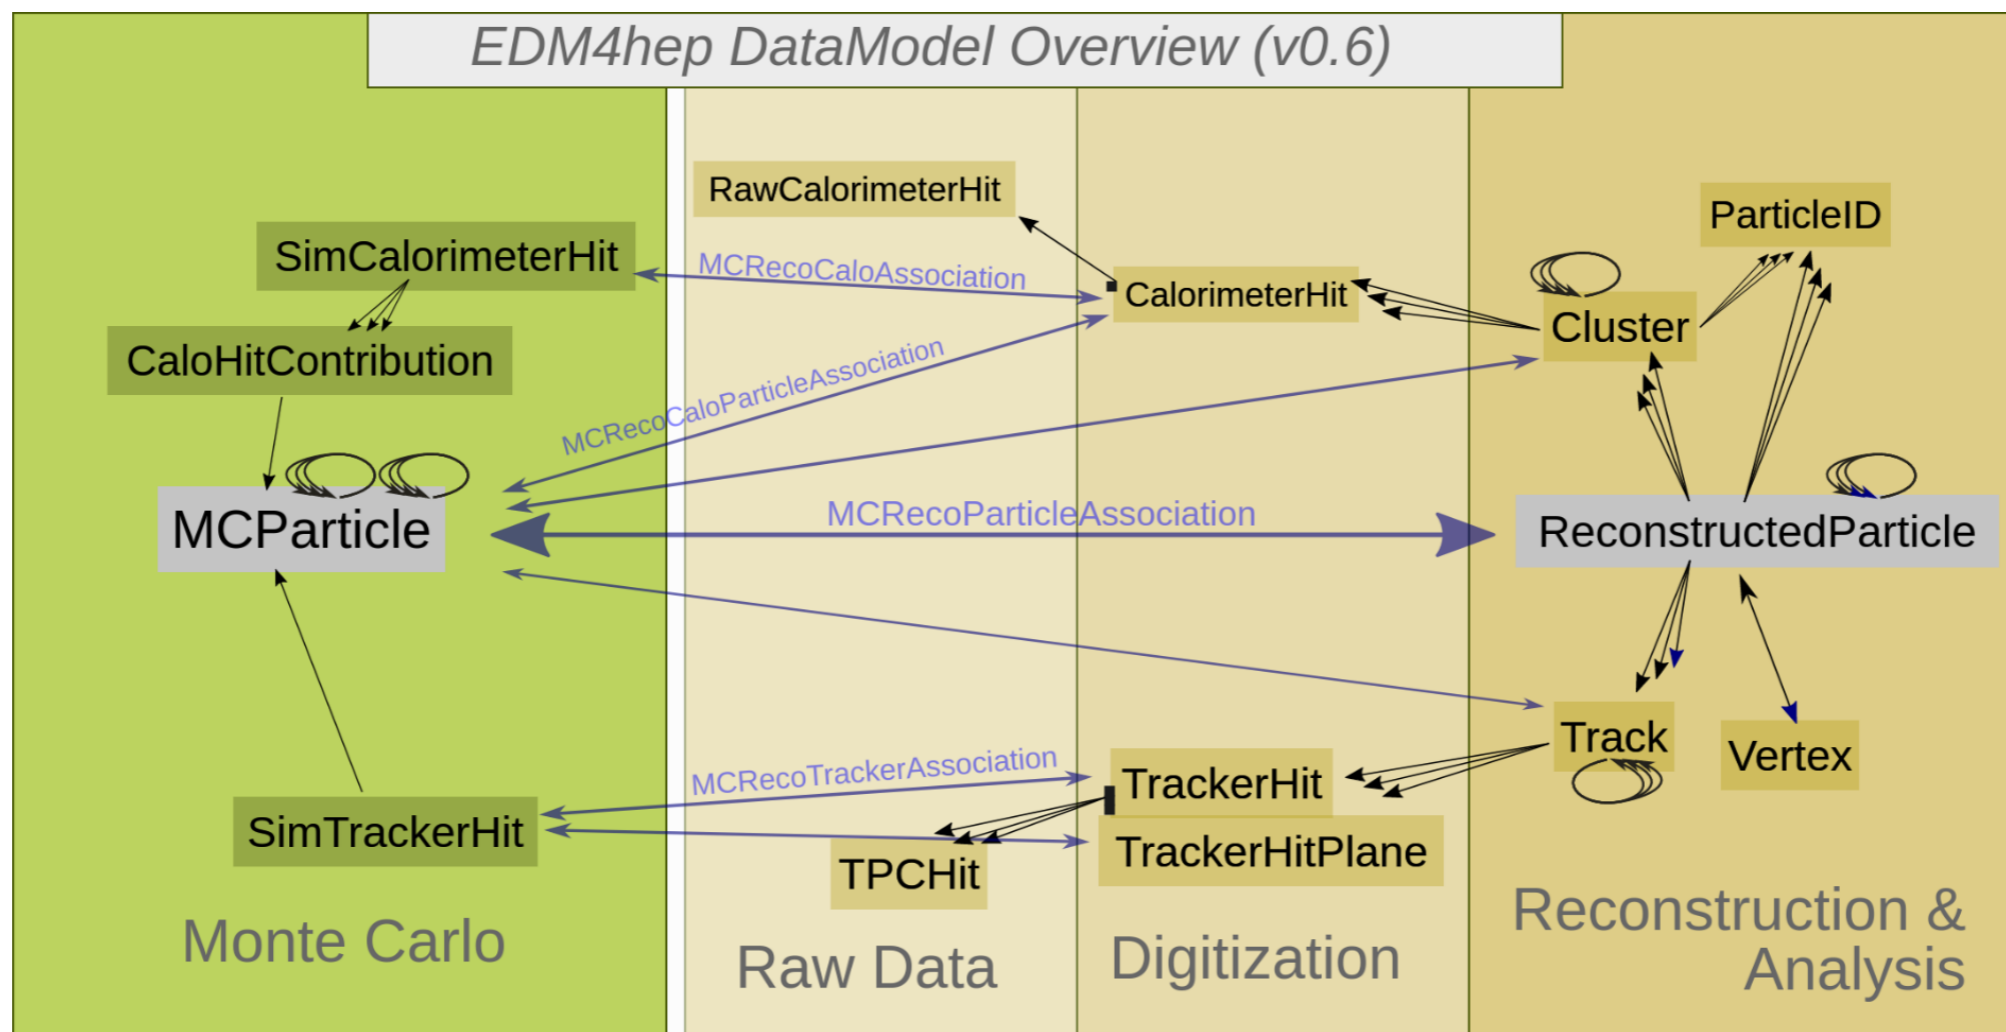 EDM4hep DataModel Overview (v0.6)
RawCalorimeterHit
ParticleID
SimCalorimeterHit
MCRecoCaloAssociation
CalorimeterHit
Cluster
CaloHitContribution
MCRecoCaloParticleAssociation
MCParticle
MCRecoParticleAssociation
ReconstructedParticle
Track
Vertex
MCRecoTrackerAssociation
TrackerHit
SimTrackerHit
TrackerHitPlane
TPCHit
Monte Carlo
Raw Data
Digitization
Reconstruction &
Analysis